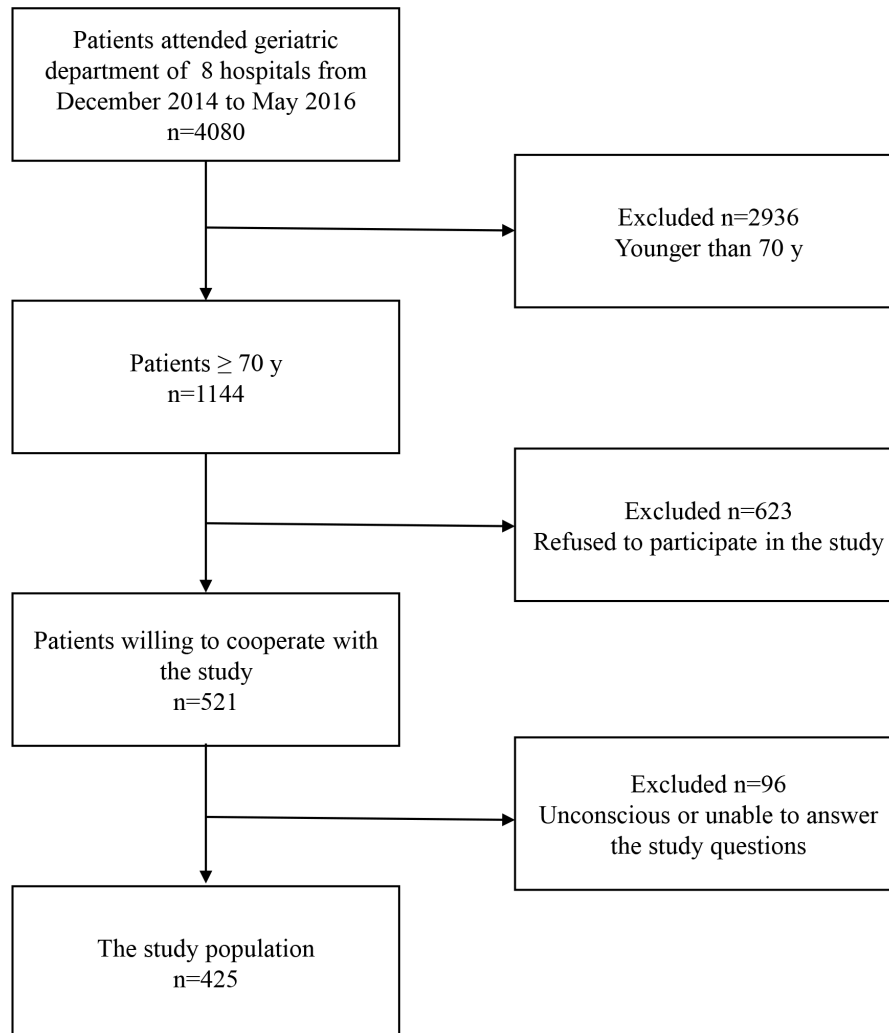 Patients attended geriatric
department of 8 hospitals from
December 2014 to May 2016
n=4080
Excluded n=2936
Younger than 70 y
Patients ≥ 70 y
n=1144
Excluded n=623
Refused to participate in the study
Patients willing to cooperate with
the study
n=521
Excluded n=96
Unconscious or unable to answer
the study questions
The study population
n=425